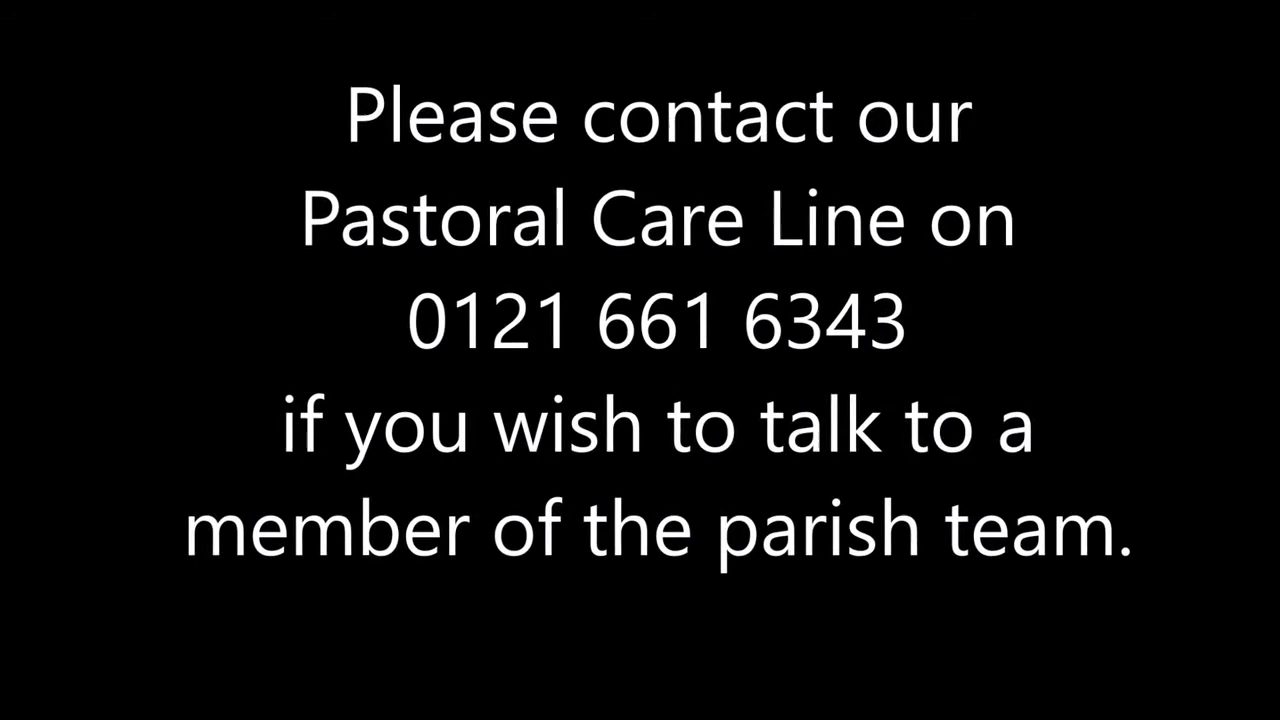 Please contact our
Pastoral Care Line on
0121 661 6343
if you wish to talk to a
member of the parish team.